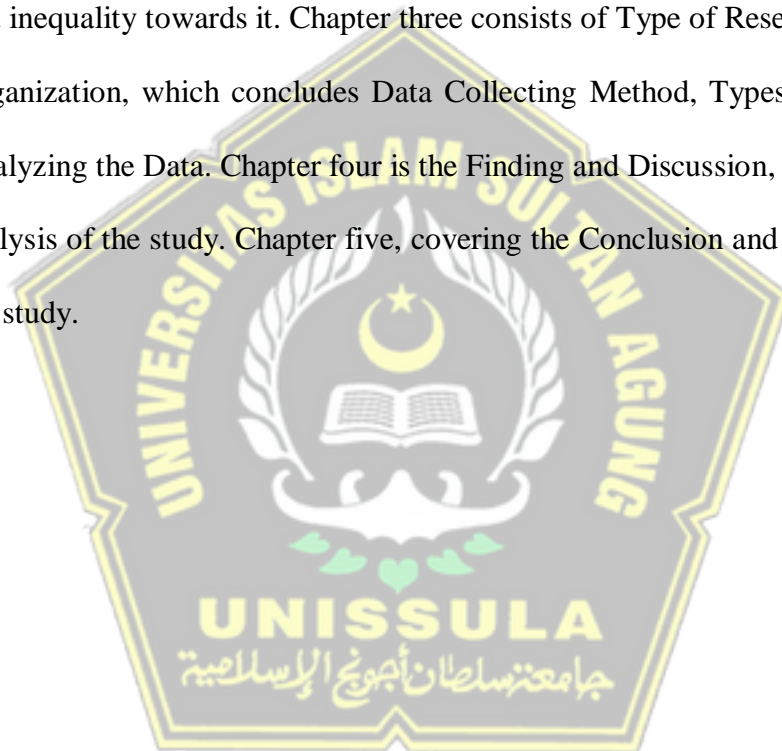 inequality towards it. Chapter three consists of Type of Rese
ganization, which concludes Data Collecting Method, Types
alyzing the Data. Chapter four is the Finding and Discussion,
lysis of the study. Chapter five, covering the Conclusion and
study.
UNIVERSITAS ISLAM SULTAN AGUNG
UNISSULA
جامعة سلطان أجونج الإسلامية